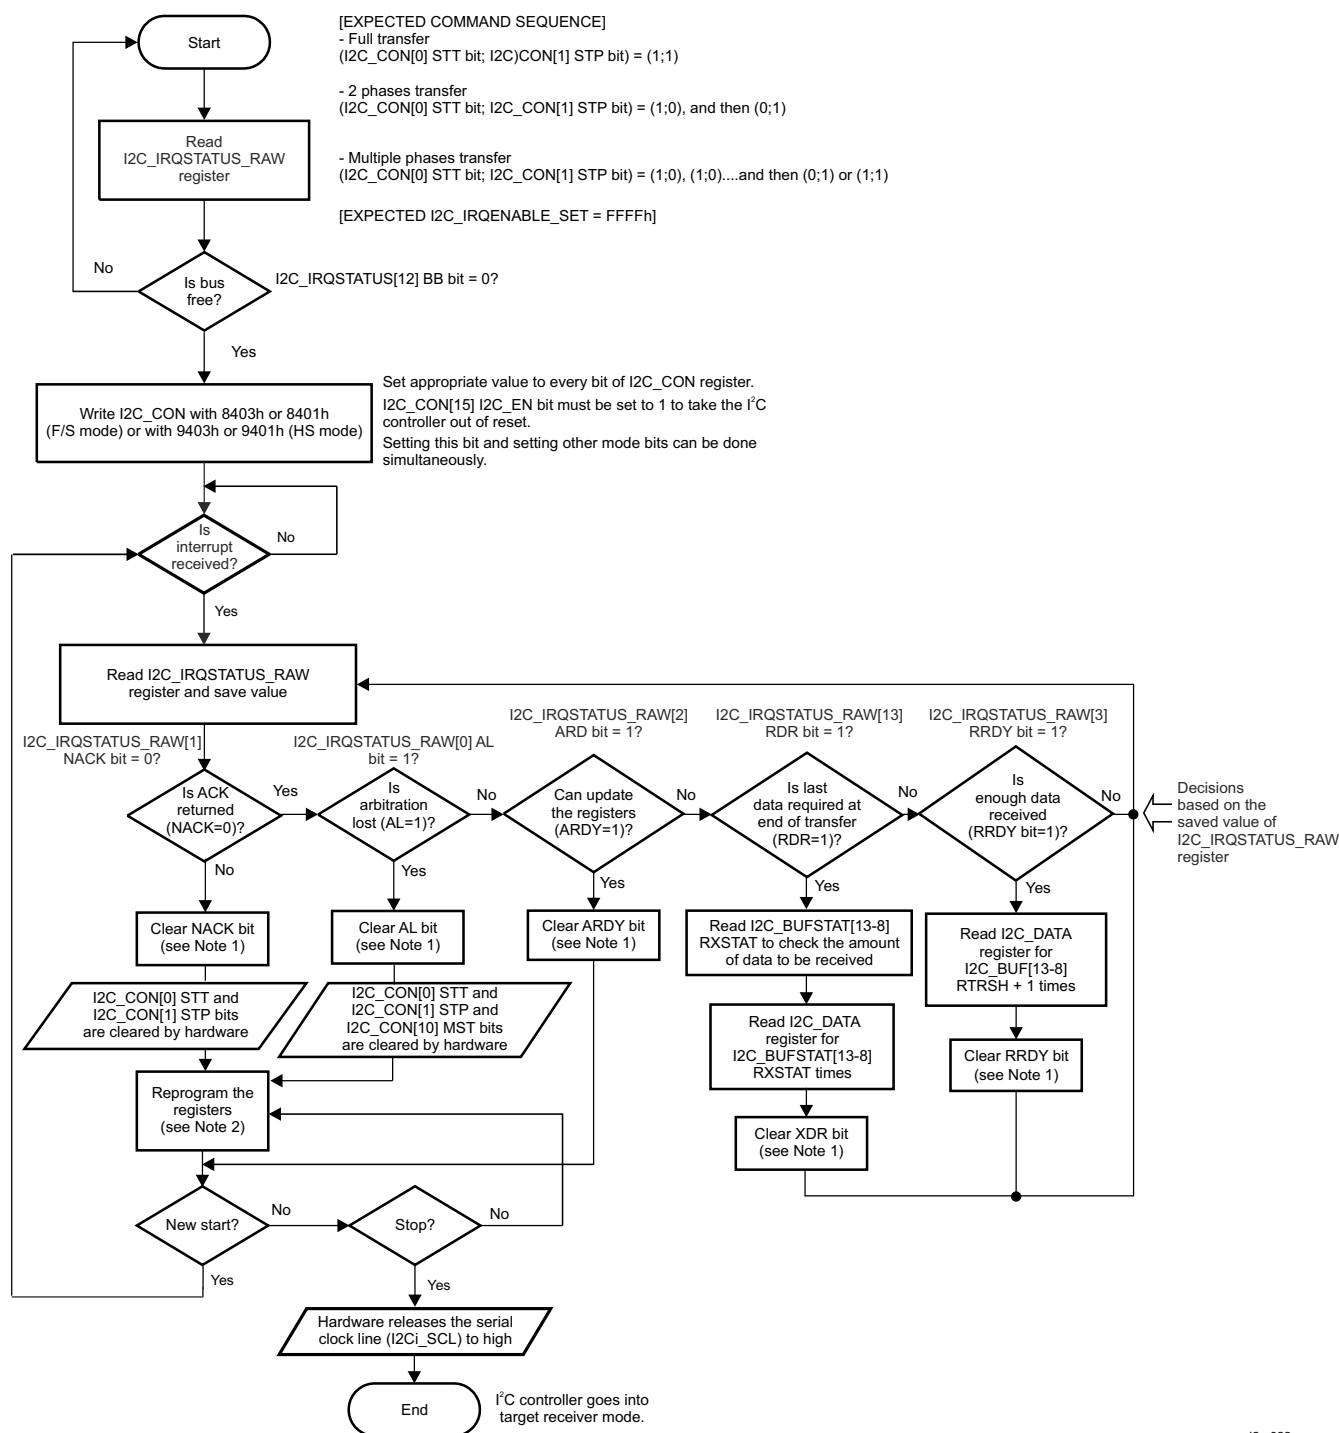 Start
[EXPECTED COMMAND SEQUENCE]
- Full transfer
(I2C_CON[0] STT bit; I2C)CON[1] STP bit) = (1;1)
- 2 phases transfer
(I2C_CON[0] STT bit; I2C_CON[1] STP bit) = (1;0), and then (0;1)
- Multiple phases transfer
(I2C_CON[0] STT bit; I2C_CON[1] STP bit) = (1;0), (1;0)....and then (0;1) or (1;1)
[EXPECTED I2C_IRQENABLE_SET = FFFFh]
Read
I2C_IRQSTATUS_RAW
register
No
Is bus
free?
I2C_IRQSTATUS[12] BB bit = 0?
Yes
Write I2C_CON with 8403h or 8401h
(F/S mode) or with 9403h or 9401h (HS mode)
Set appropriate value to every bit of I2C_CON register.
I2C_CON[15] I2C_EN bit must be set to 1 to take the I²C
controller out of reset.
Setting this bit and setting other mode bits can be done
simultaneously.
Is
interrupt
received?
No
Yes
Read I2C_IRQSTATUS_RAW
register and save value
I2C_IRQSTATUS_RAW[1]
NACK bit = 0?
I2C_IRQSTATUS_RAW[0] AL
bit = 1?
I2C_IRQSTATUS_RAW[2]
ARD bit = 1?
I2C_IRQSTATUS_RAW[13]
RDR bit = 1?
I2C_IRQSTATUS_RAW[3]
RRDY bit = 1?
Is ACK
returned
(NACK=0)?
Yes
Is
arbitration
lost (AL=1)?
No
Can update
the registers
(ARDY=1)?
No
Is last
data required at
end of transfer
(RDR=1)?
No
Is
enough data
received
(RRDY bit=1)?
No
Decisions
based on the
saved value of
I2C_IRQSTATUS_RAW
register
No
Yes
Yes
Yes
Yes
Clear NACK bit
(see Note 1)
Clear AL bit
(see Note 1)
Clear ARDY bit
(see Note 1)
Read I2C_BUFSTAT[13-8]
RXSTAT to check the amount
of data to be received
Read I2C_DATA
register for
I2C_BUF[13-8]
RTRSH + 1 times
I2C_CON[0] STT and
I2C_CON[1] STP bits
are cleared by hardware
I2C_CON[0] STT and
I2C_CON[1] STP and
I2C_CON[10] MST bits
are cleared by hardware
Read I2C_DATA
register for
I2C_BUFSTAT[13-8]
RXSTAT times
Clear RRDY bit
(see Note 1)
Reprogram the
registers
(see Note 2)
Clear XDR bit
(see Note 1)
New start?
No
Stop?
No
Yes
Yes
Hardware releases the serial
clock line (I2Ci_SCL) to high
End
I²C controller goes into
target receiver mode.